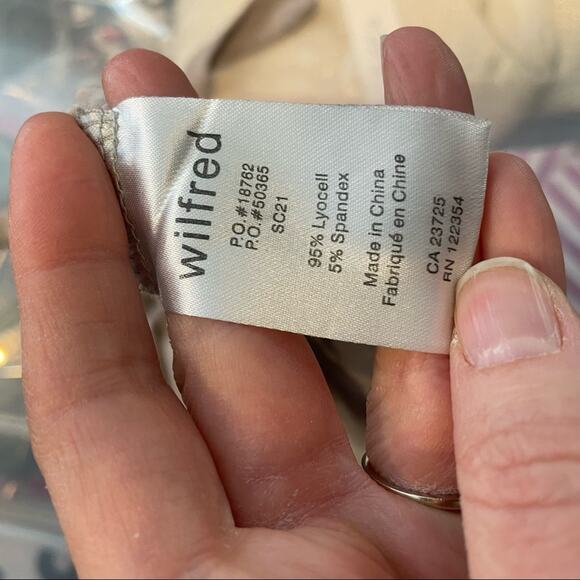 wilfred
P.O.#18762
P.O.#50365
SC21
95% Lyocell
5% Spandex
Made in China
Fabriqué en Chine
CA 23725
RN 122354